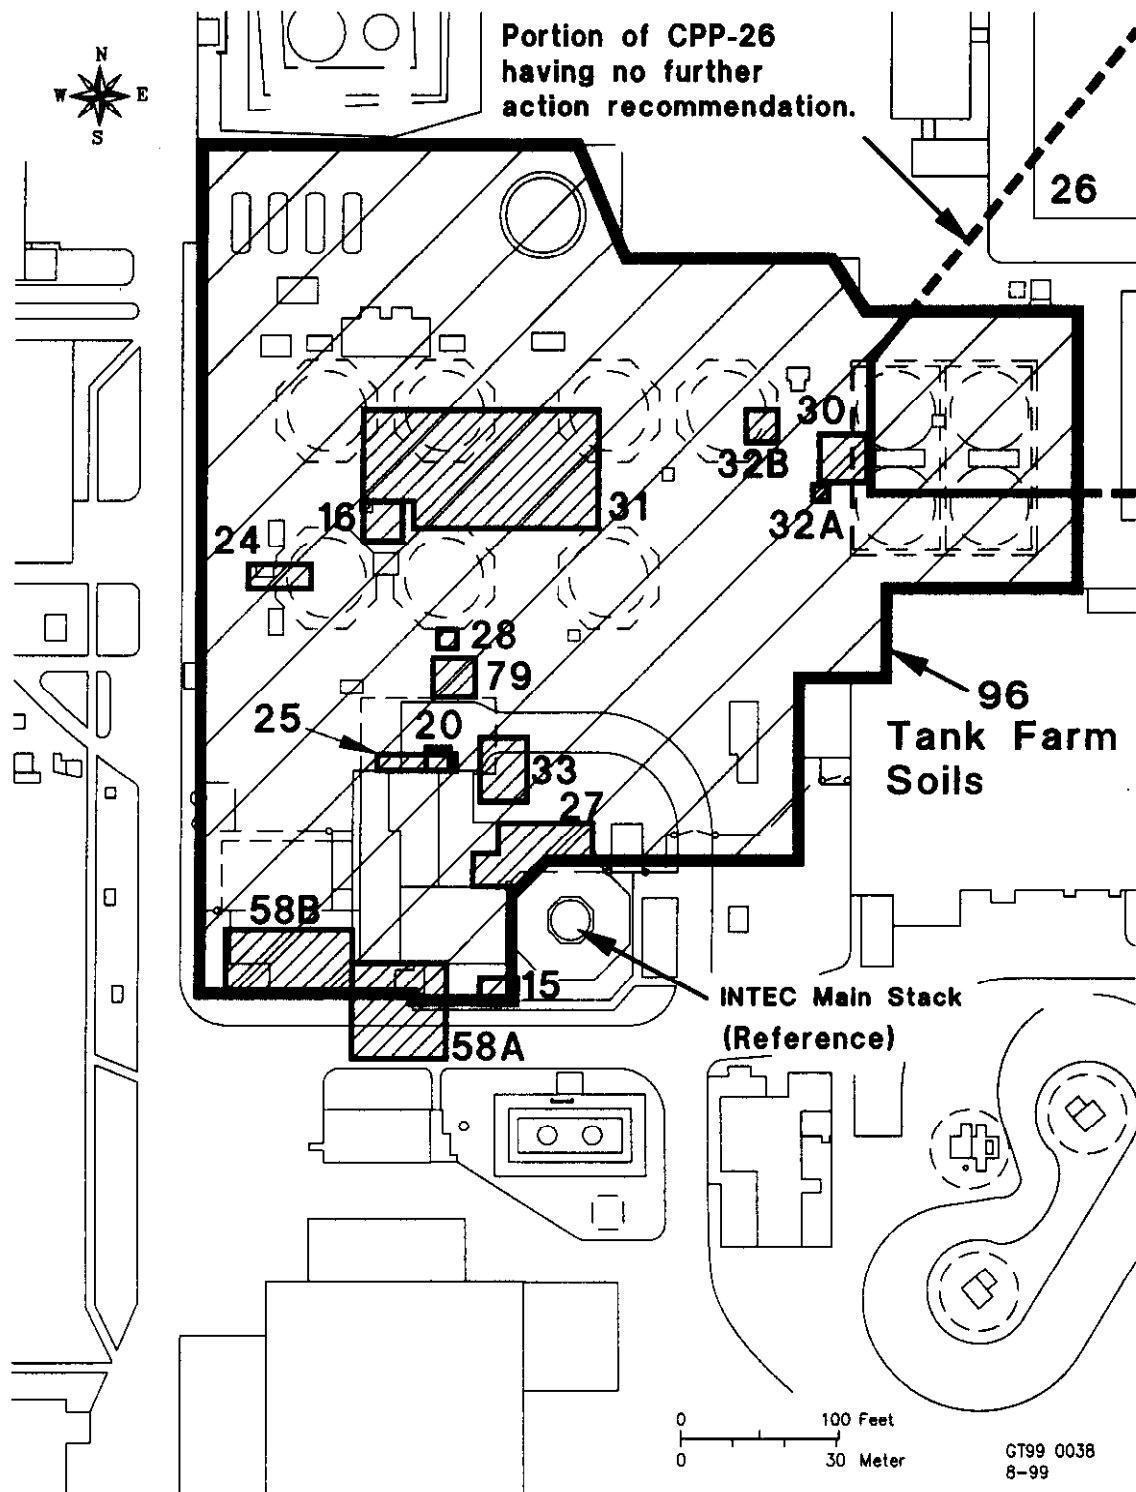 Portion of CPP-26
having no further
action recommendation.
N
W E
S
26
30
32B
31
16
32A
24
28
79
96
Tank Farm
Soils
25
20
33
27
58B
15
INTEC Main Stack
(Reference)
58A
0 100 Feet
0 30 Meter
GT99 0038
8-99